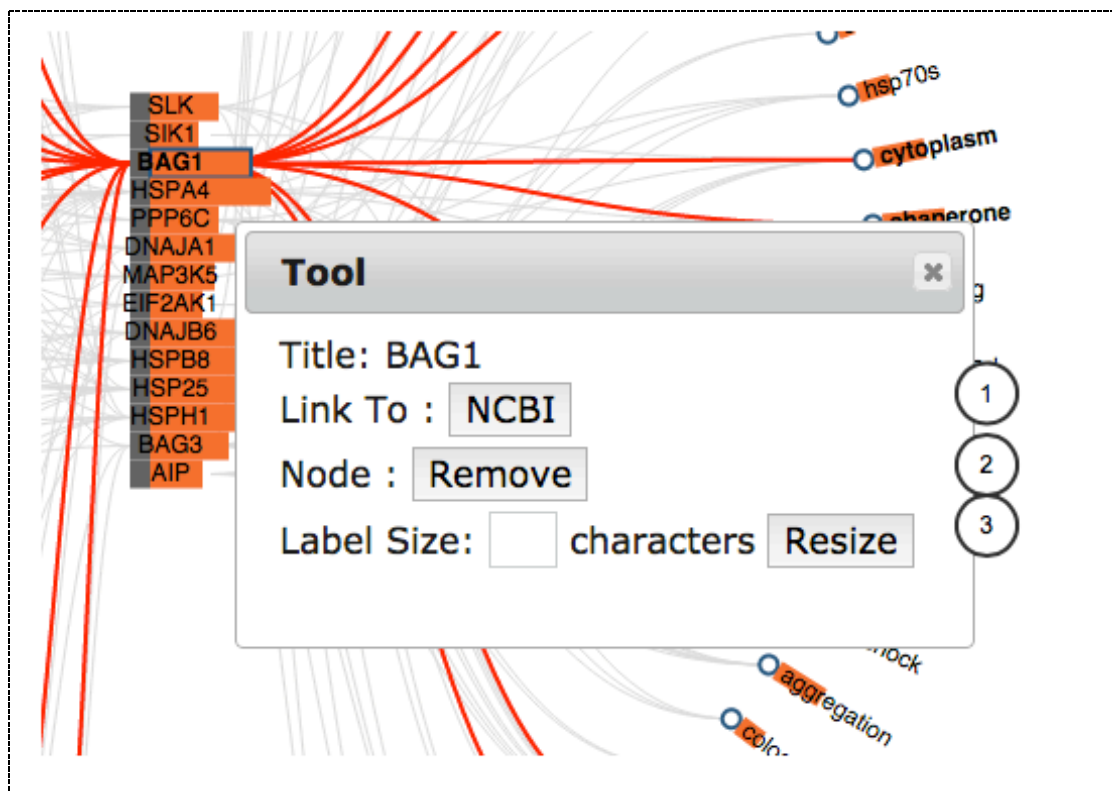 hsp70s
SLK
SIK1
cytoplasm
BAG1
HSPA4
chaperone
PPP6C
DNAJA1
Tool
MAP3K5
EIF2AK1
DNAJB6
Title: BAG1
HSPB8
HSP25
Link To : NCBI
1
HSPH1
BAG3
AIP
Node : Remove
2
Label Size: characters Resize
3
aggregation